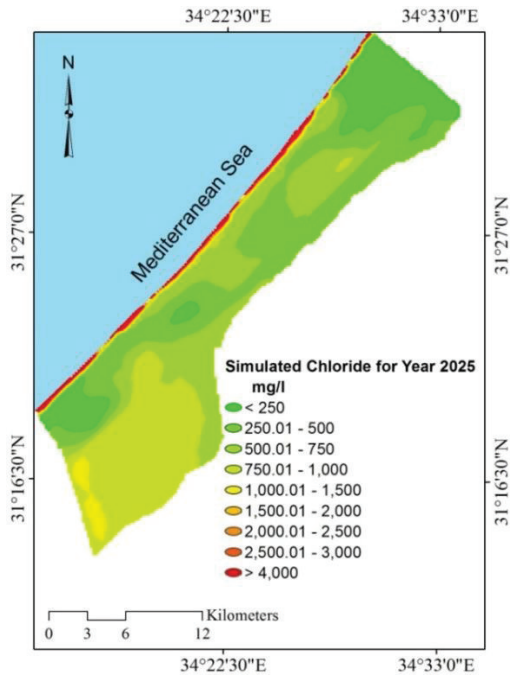 34°22'30"E 34°33'0"E
N
Mediterranean Sea
31°27'0"N 31°27'0"N
Simulated Chloride for Year 2025
mg/l
< 250
250.01 - 500
500.01 - 750
750.01 - 1,000
1,000.01 - 1,500
1,500.01 - 2,000
2,000.01 - 2,500
2,500.01 - 3,000
> 4,000
31°16'30"N 31°16'30"N
Kilometers
0 3 6 12
34°22'30"E 34°33'0"E